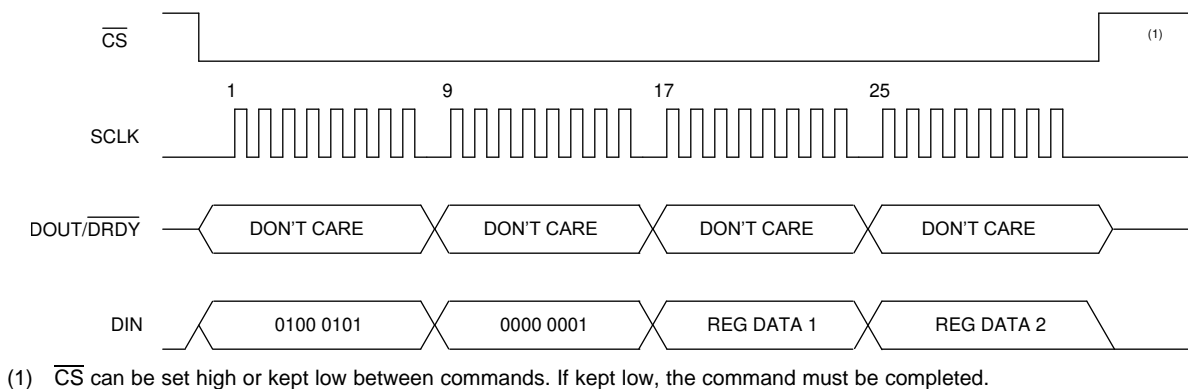 CS
(1)
1 9 17 25
SCLK
DOUT/DRDY DON'T CARE DON'T CARE DON'T CARE DON'T CARE
DIN 0100 0101 0000 0001 REG DATA 1 REG DATA 2
(1) CS can be set high or kept low between commands. If kept low, the command must be completed.